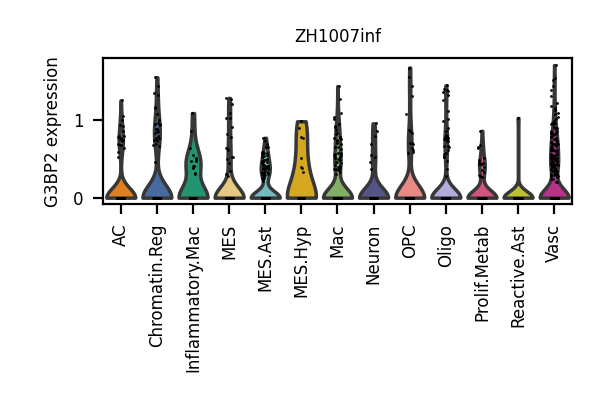 ZH1007inf
G3BP2 expression
1
0
AC
Chromatin.Reg
Inflammatory.Mac
MES
MES.Ast
MES.Hyp
Mac
Neuron
OPC
Oligo
Prolif.Metab
Reactive.Ast
Vasc